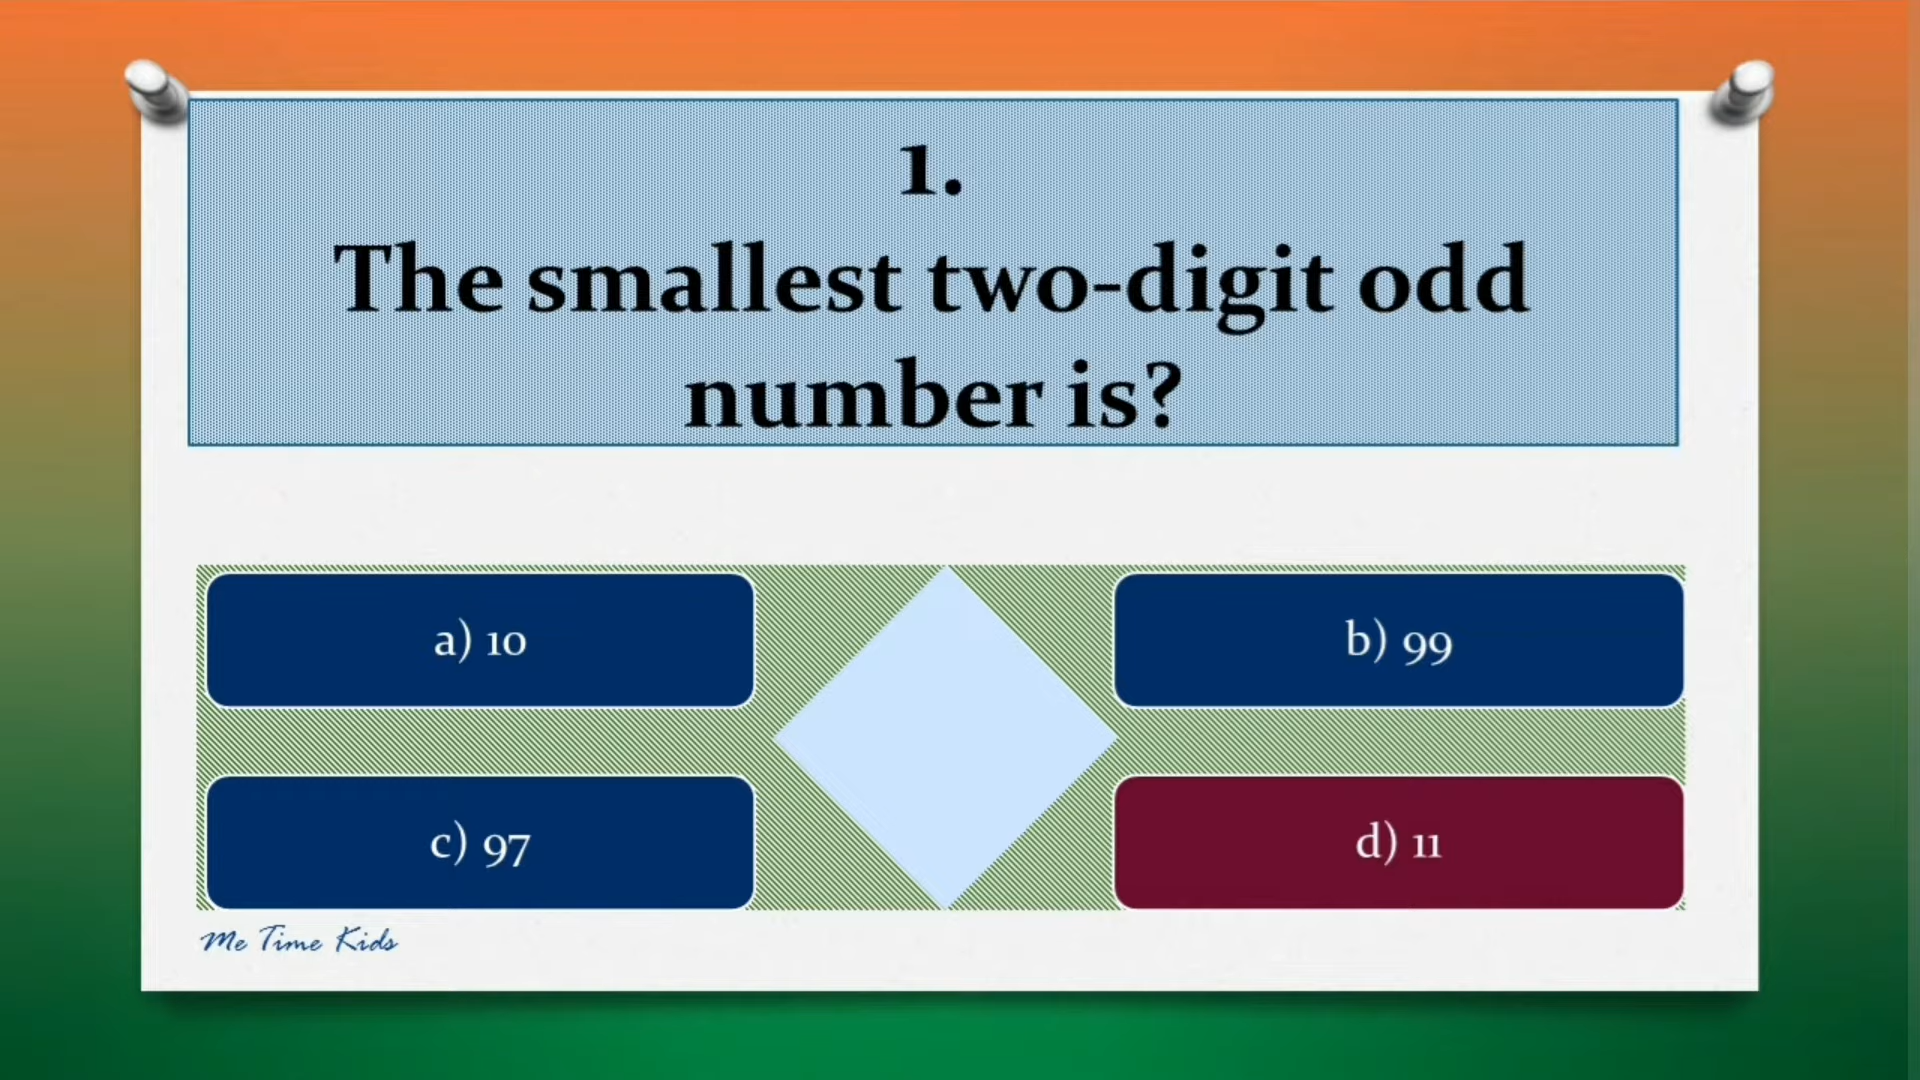 1.
The smallest two-digit odd
number is?
a) 10
b) 99
c) 97
d) 11
Me Time Kids